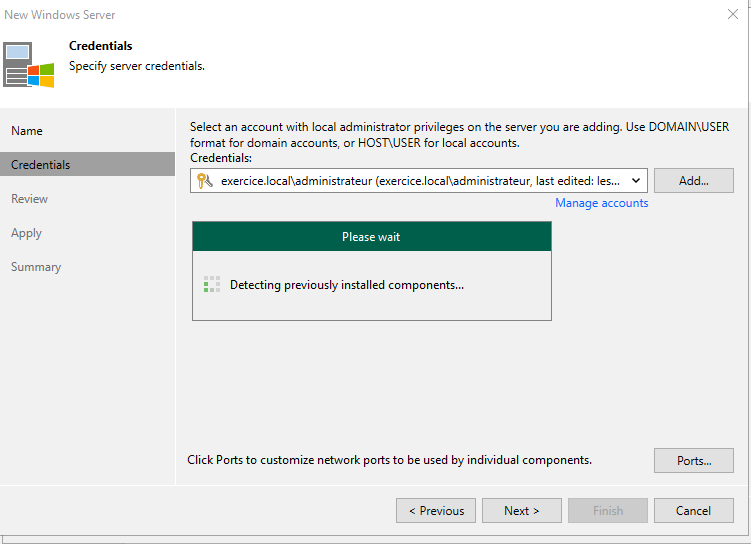 New Windows Server
Credentials
Specify server credentials.
Name
Credentials
Review
Apply
Summary
Select an account with local administrator privileges on the server you are adding. Use DOMAIN\USER
format for domain accounts, or HOST\USER for local accounts.
Credentials:
exercice.local\administrateur (exercice.local\administrateur, last edited: les...
Add...
Manage accounts
Please wait
Detecting previously installed components...
Click Ports to customize network ports to be used by individual components.
Ports...
< Previous
Next >
Finish
Cancel